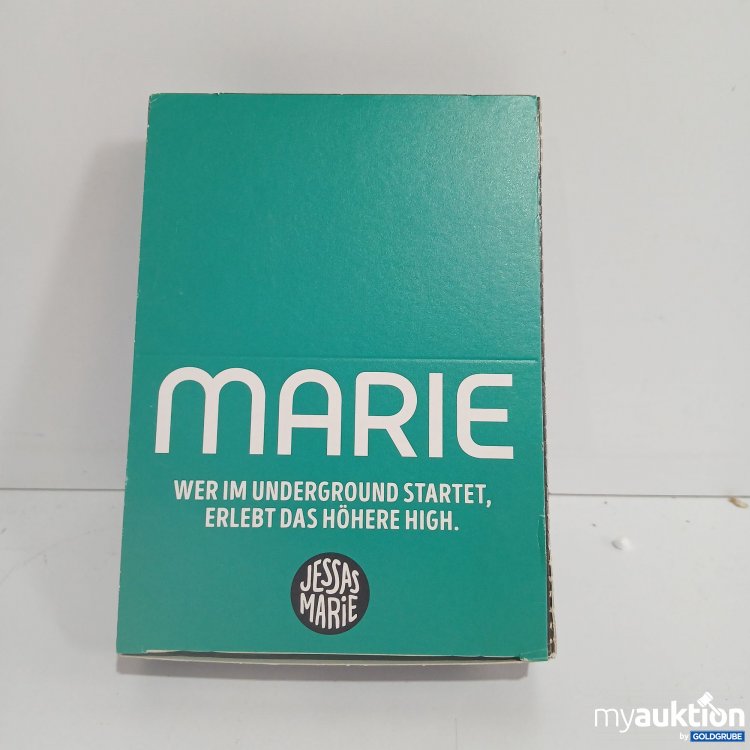 MARIE
WER IM UNDERGROUND STARTET,
ERLEBT DAS HÖHERE HIGH.
JESSAS
MARiE
myauktion
by GOLDGRUBE